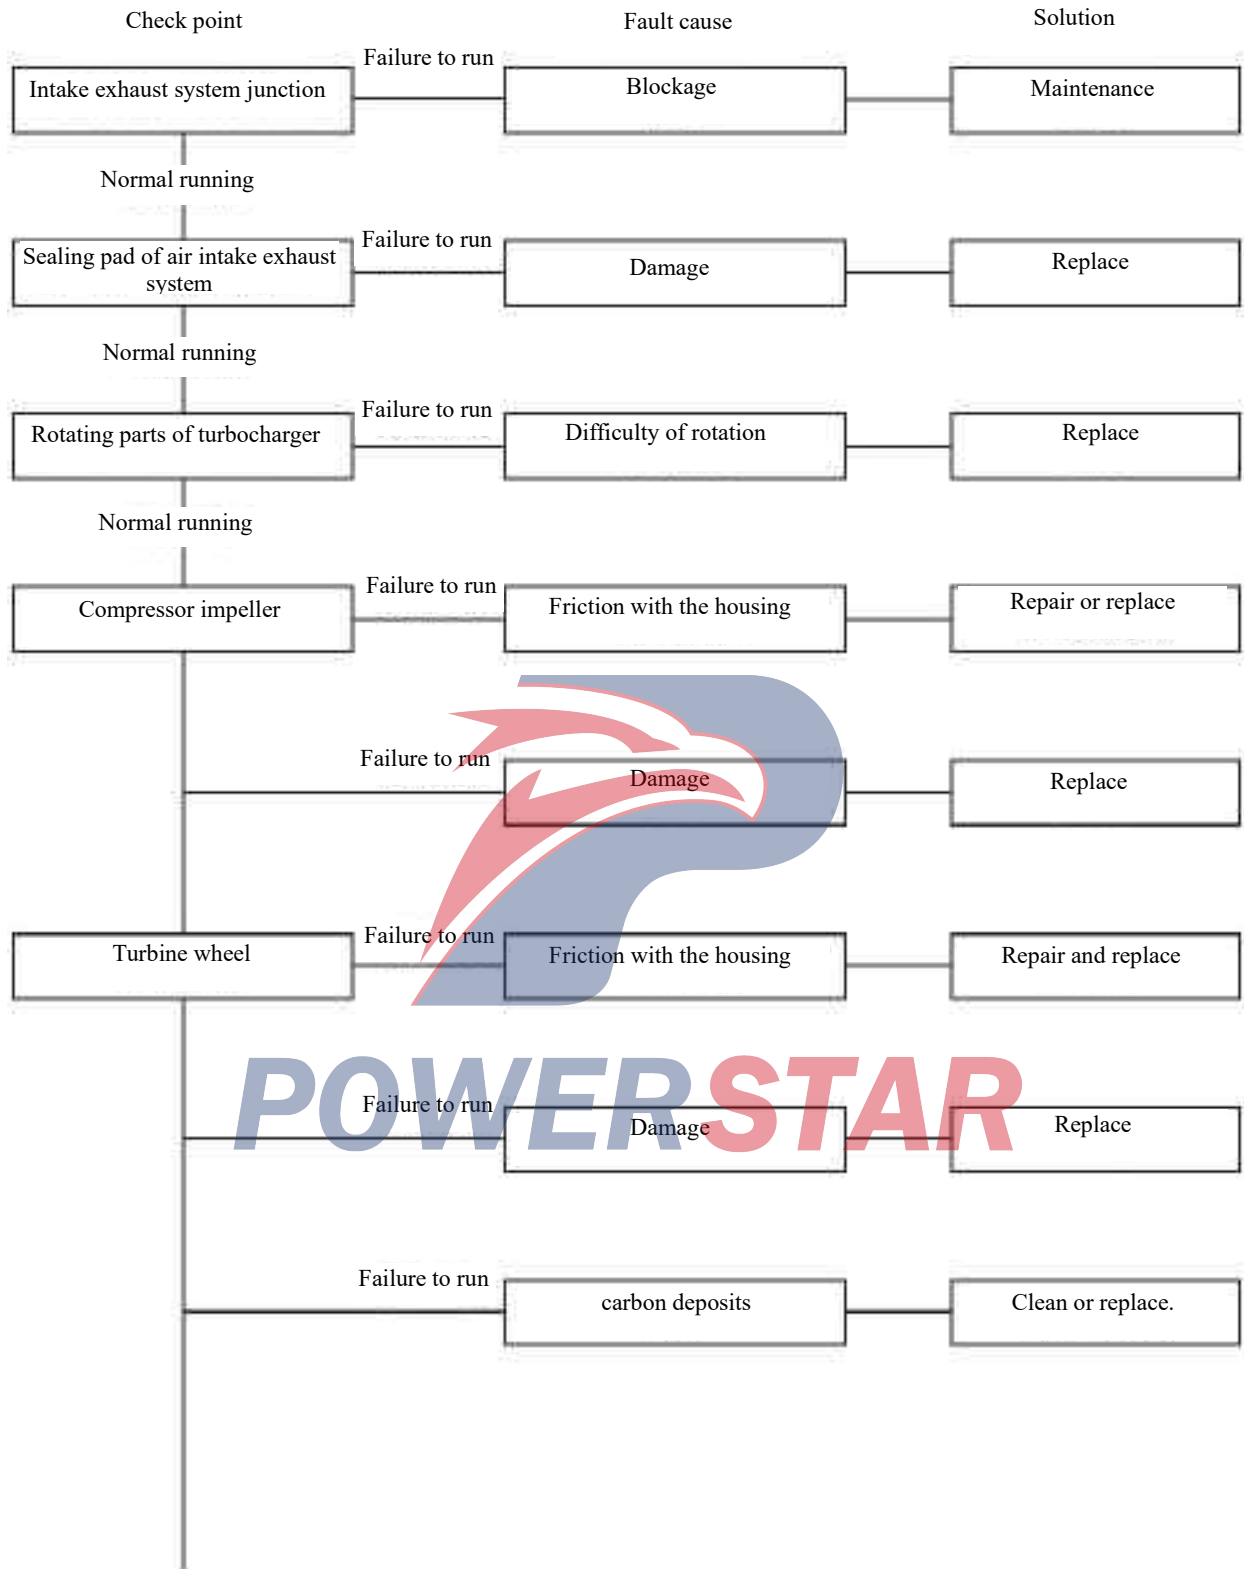 Check point
Fault cause
Solution
Failure to run
Intake exhaust system junction
Blockage
Maintenance
Normal running
Failure to run
Sealing pad of air intake exhaust
system
Damage
Replace
Normal running
Failure to run
Rotating parts of turbocharger
Difficulty of rotation
Replace
Normal running
Failure to run
Compressor impeller
Friction with the housing
Repair or replace
Failure to run
Damage
Replace
Failure to run
Turbine wheel
Friction with the housing
Repair and replace
POWERSTAR
Failure to run
Damage
Replace
Failure to run
carbon deposits
Clean or replace.